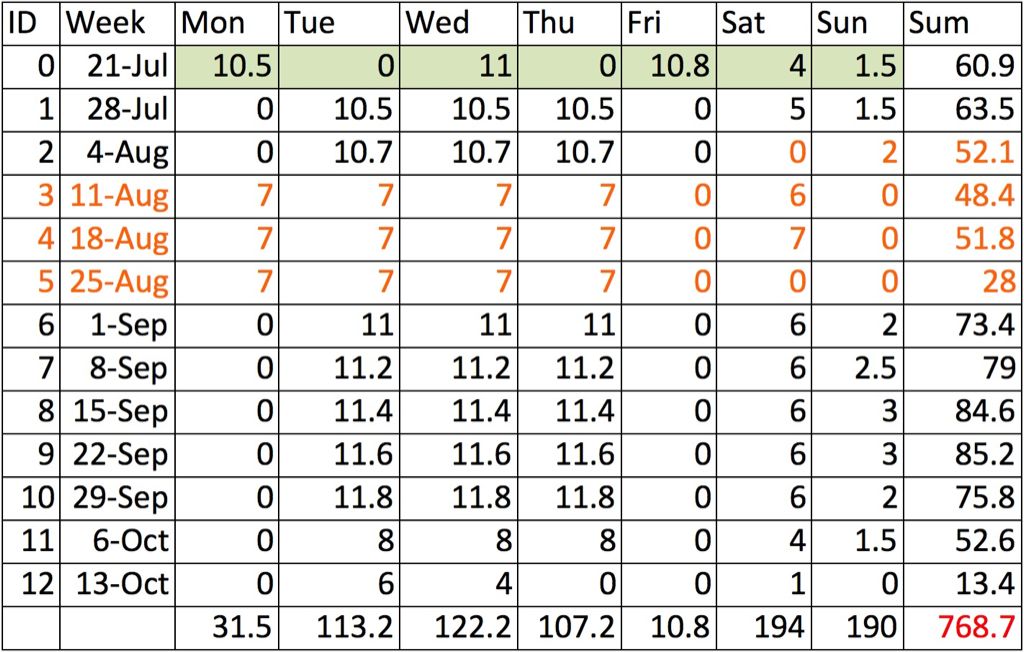 ID Week Mon Tue Wed Thu Fri Sat Sun Sum
0 21-Jul 10.5 0 11 0 10.8 4 1.5 60.9
1 28-Jul 0 10.5 10.5 10.5 0 5 1.5 63.5
2 4-Aug 0 10.7 10.7 10.7 0 0 2 52.1
3 11-Aug 7 7 7 7 0 6 0 48.4
4 18-Aug 7 7 7 7 0 7 0 51.8
5 25-Aug 7 7 7 7 0 0 0 28
6 1-Sep 0 11 11 11 0 6 2 73.4
7 8-Sep 0 11.2 11.2 11.2 0 6 2.5 79
8 15-Sep 0 11.4 11.4 11.4 0 6 3 84.6
9 22-Sep 0 11.6 11.6 11.6 0 6 3 85.2
10 29-Sep 0 11.8 11.8 11.8 0 6 2 75.8
11 6-Oct 0 8 8 8 0 4 1.5 52.6
12 13-Oct 0 6 4 0 0 1 0 13.4
31.5 113.2 122.2 107.2 10.8 194 190 768.7